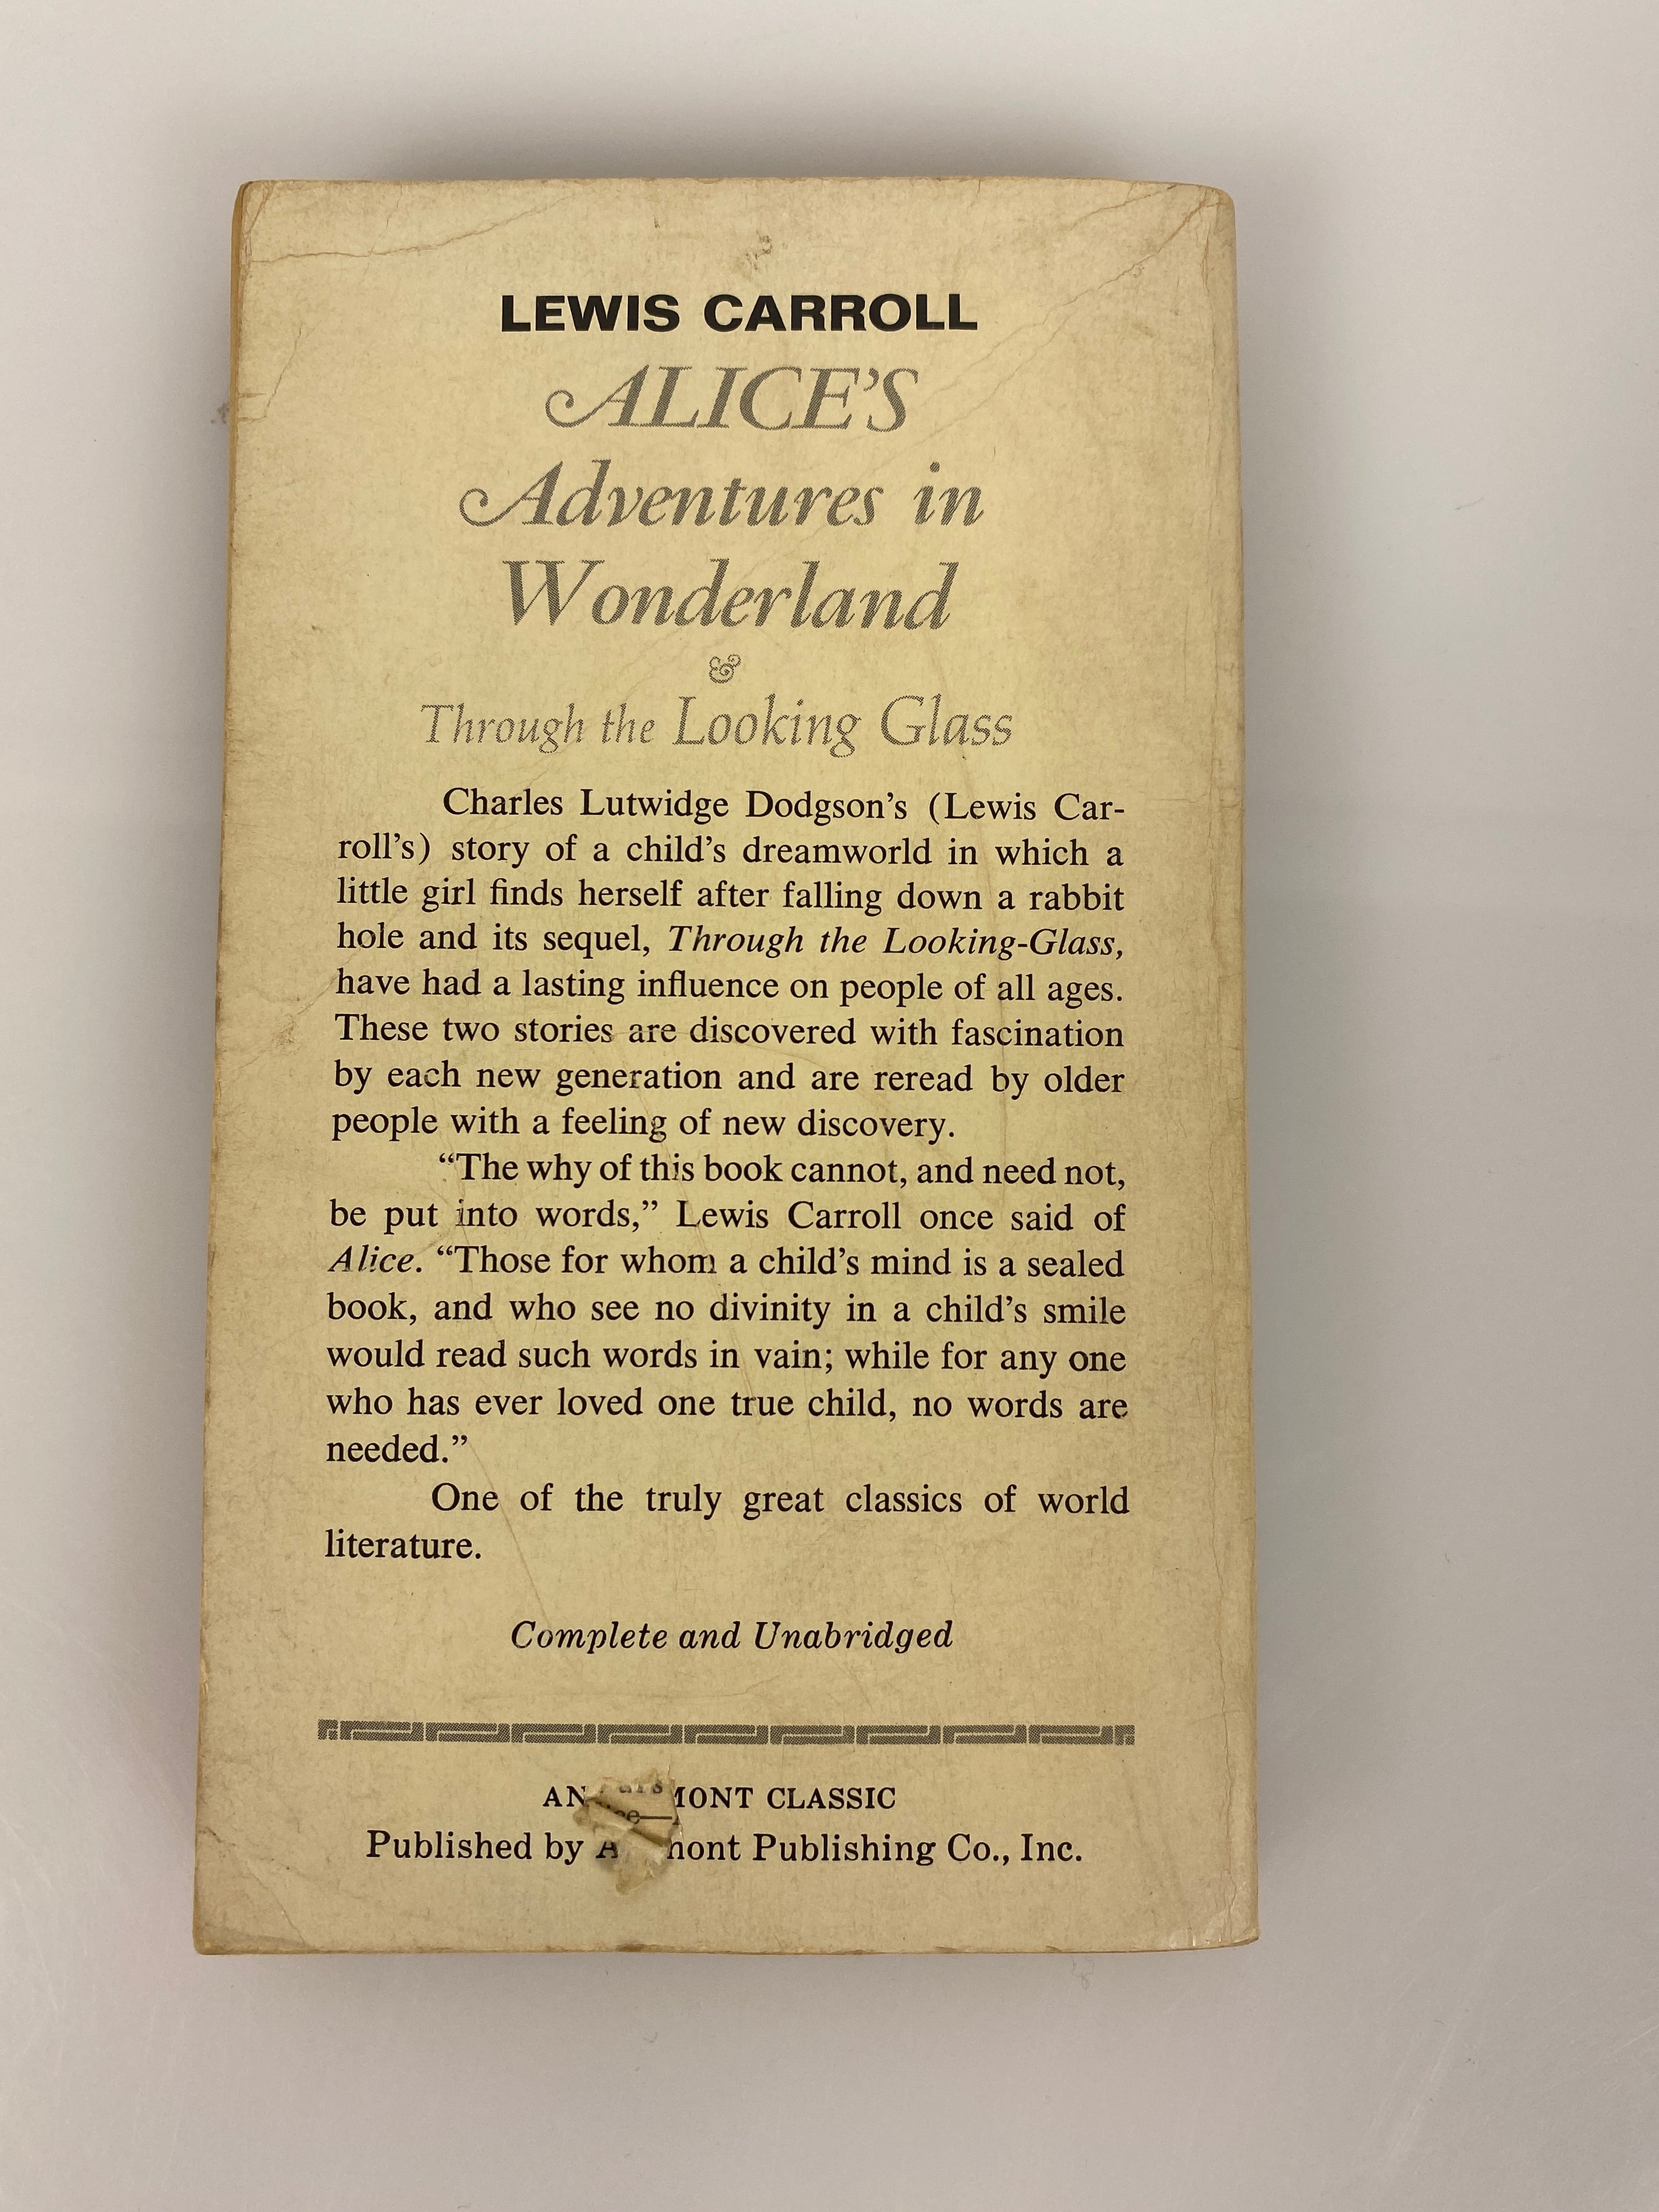 LEWIS CARROLL
ALICE'S
Adventures in
Wonderland
&
Through the Looking Glass
Charles Lutwidge Dodgson's (Lewis Car-
roll's) story of a child's dreamworld in which a
little girl finds herself after falling down a rabbit
hole and its sequel, Through the Looking-Glass,
have had a lasting influence on people of all ages.
These two stories are discovered with fascination
by each new generation and are reread by older
people with a feeling of new discovery.
“The why of this book cannot, and need not,
be put into words,” Lewis Carroll once said of
Alice. “Those for whom a child's mind is a sealed
book, and who see no divinity in a child's smile
would read such words in vain; while for any one
who has ever loved one true child, no words are
needed.”
One of the truly great classics of world
literature.
Complete and Unabridged
AN CLASSIC
Published by Publishing Co., Inc.